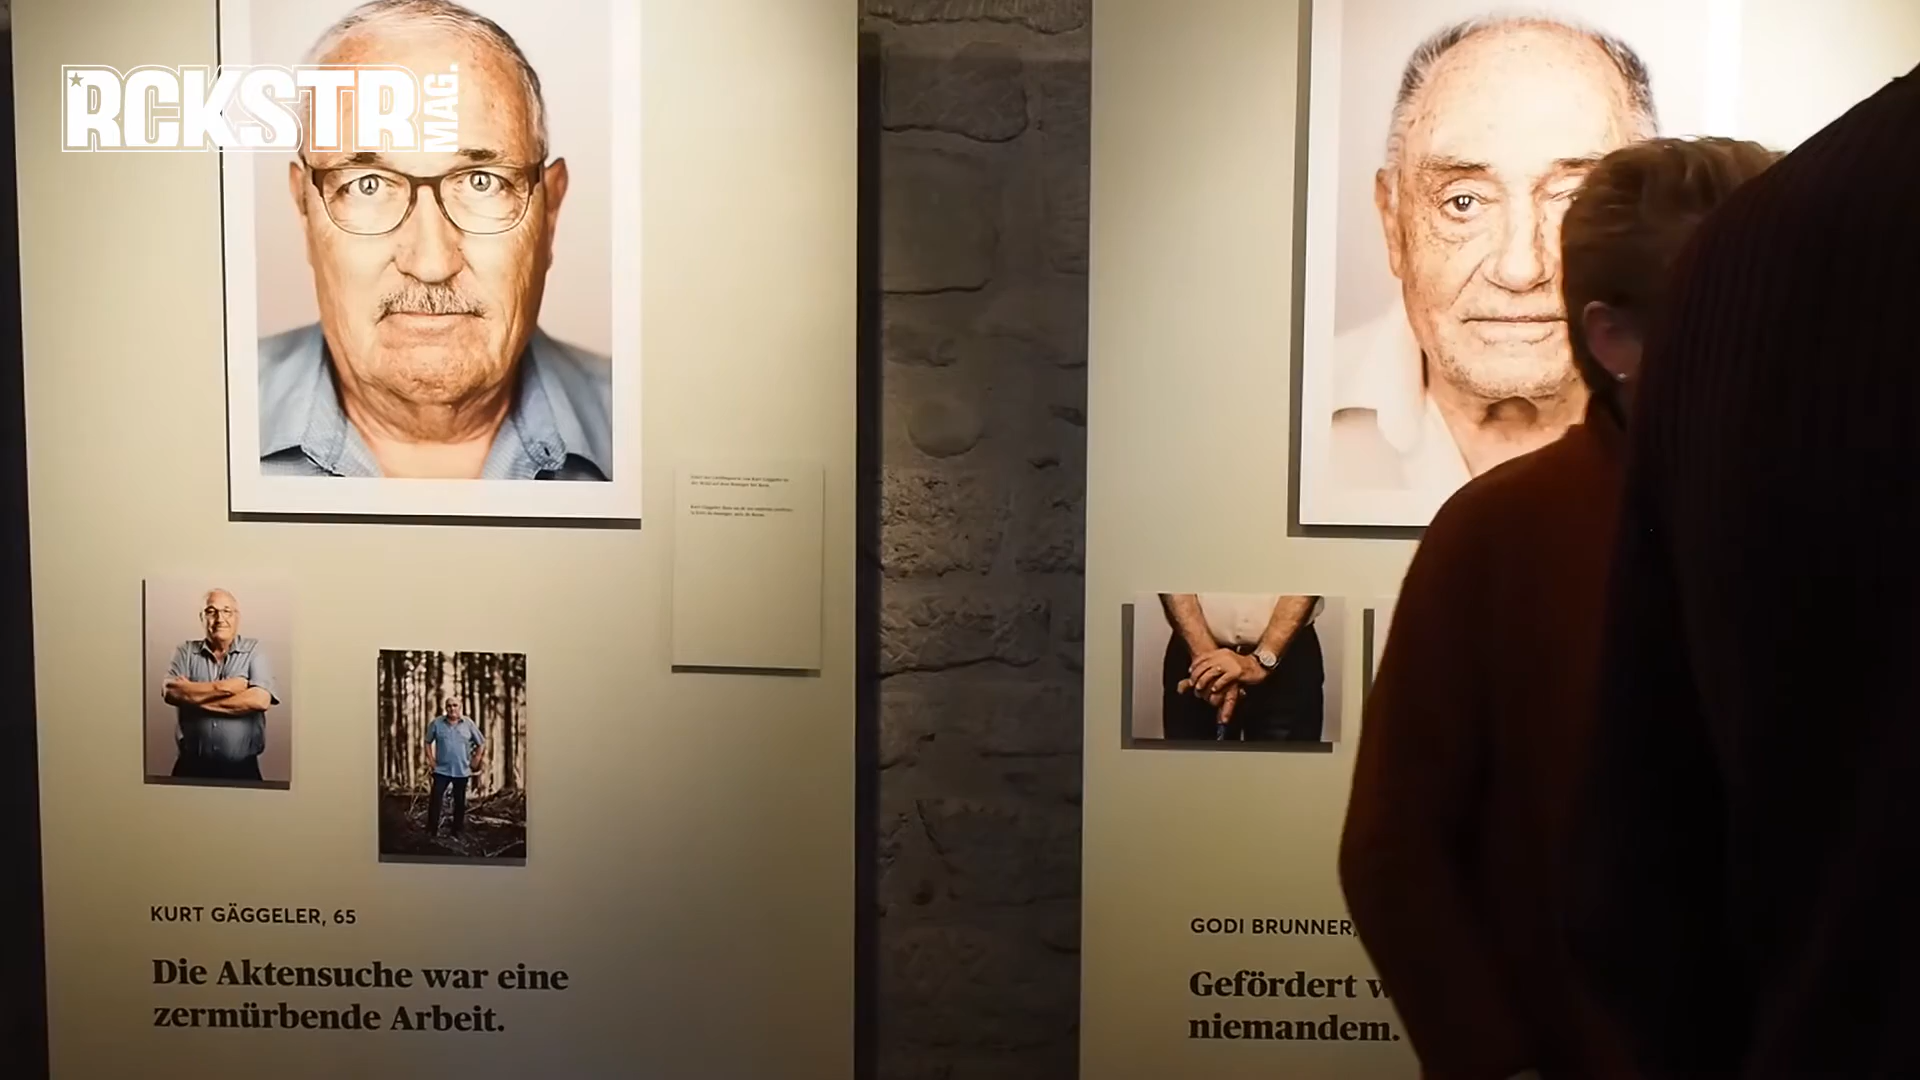 RCKSTR MAG.
KURT GÄGGELER, 65
Die Aktensuche war eine
zermürbende Arbeit.
GODI BRUNNER,
Gefördert
niemandem.